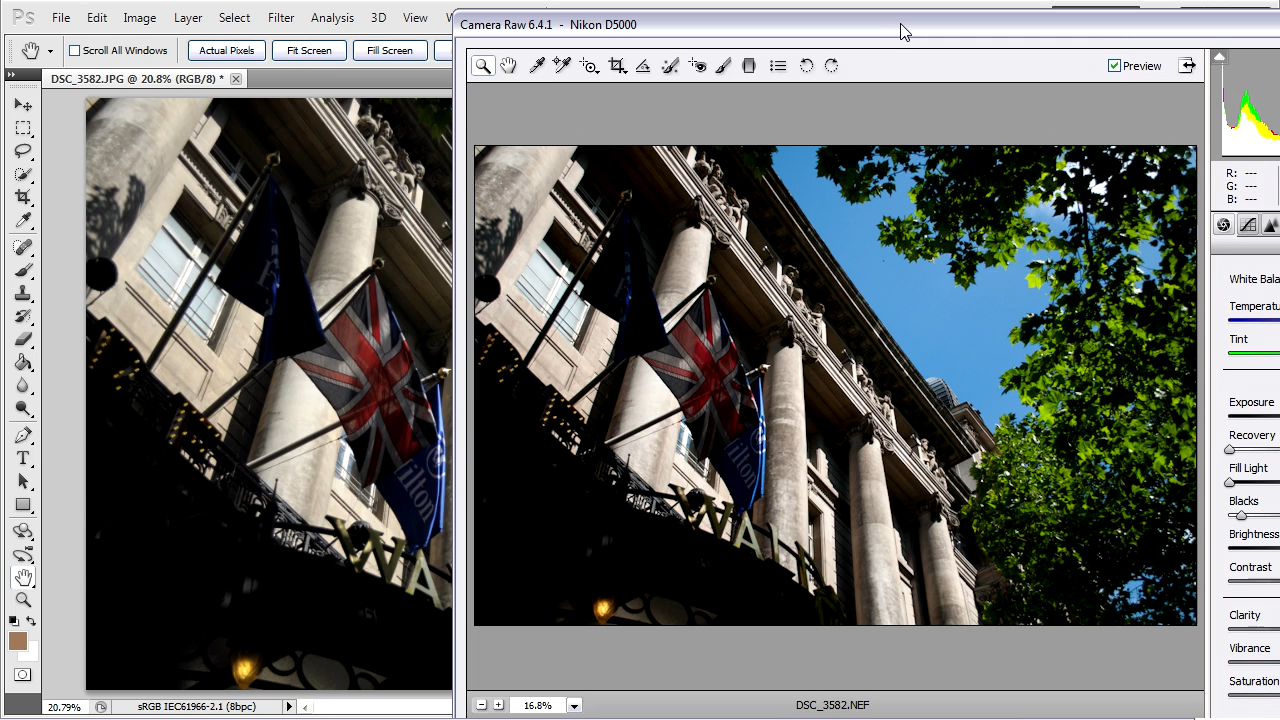 Ps File Edit Image Layer Select Filter Analysis 3D View
Camera Raw 6.4.1 - Nikon D5000
Scroll All Windows Actual Pixels Fit Screen Fill Screen
Preview
DSC_3582.JPG @ 20.8% (RGB/8) *
R: ---
G: ---
B: ---
White Bala
Temperatu
Tint
Exposure
Recovery
Fill Light
Blacks
Brightness
Contrast
Clarity
Vibrance
Saturation
ilton
WA
WAL
20.79% sRGB IEC61966-2.1 (8bpc)
16.8% DSC_3582.NEF